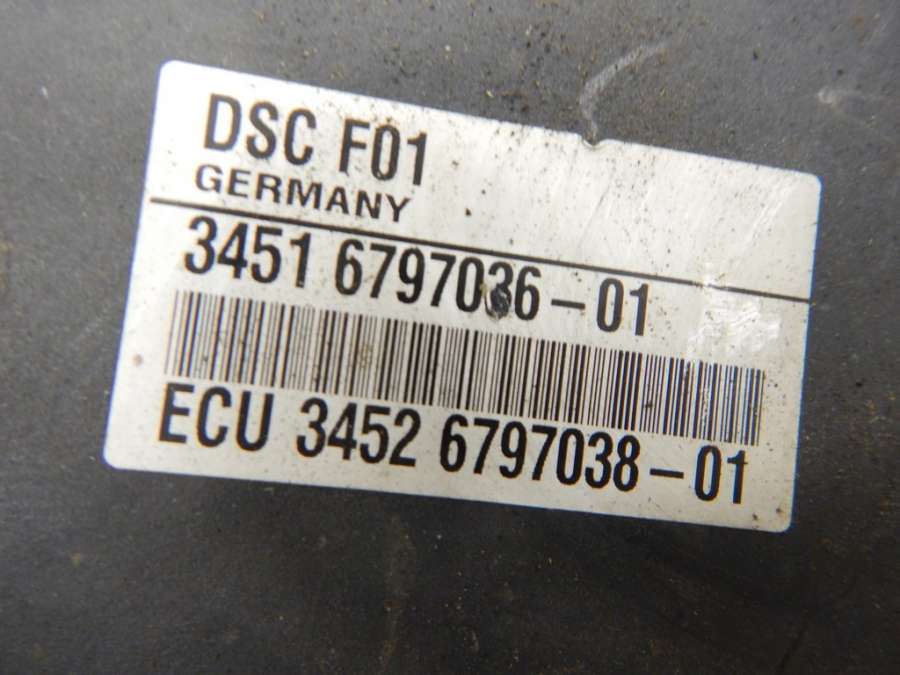 DSC F01
GERMANY
3451 6797036-01
ECU 3452 6797038-01